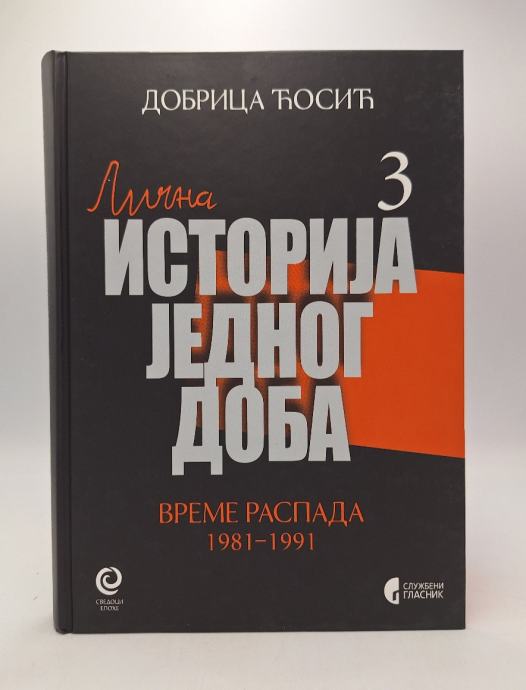 ДОБРИЦА ЋОСИЋ
3
Лична
ИСТОРИЈА
ЈЕДНОГ
ДОБА
ВРЕМЕ РАСПАДА
1981–1991
СВЕДОЦИ
ЕПОХЕ
СЛУЖБЕНИ
ГЛАСНИК